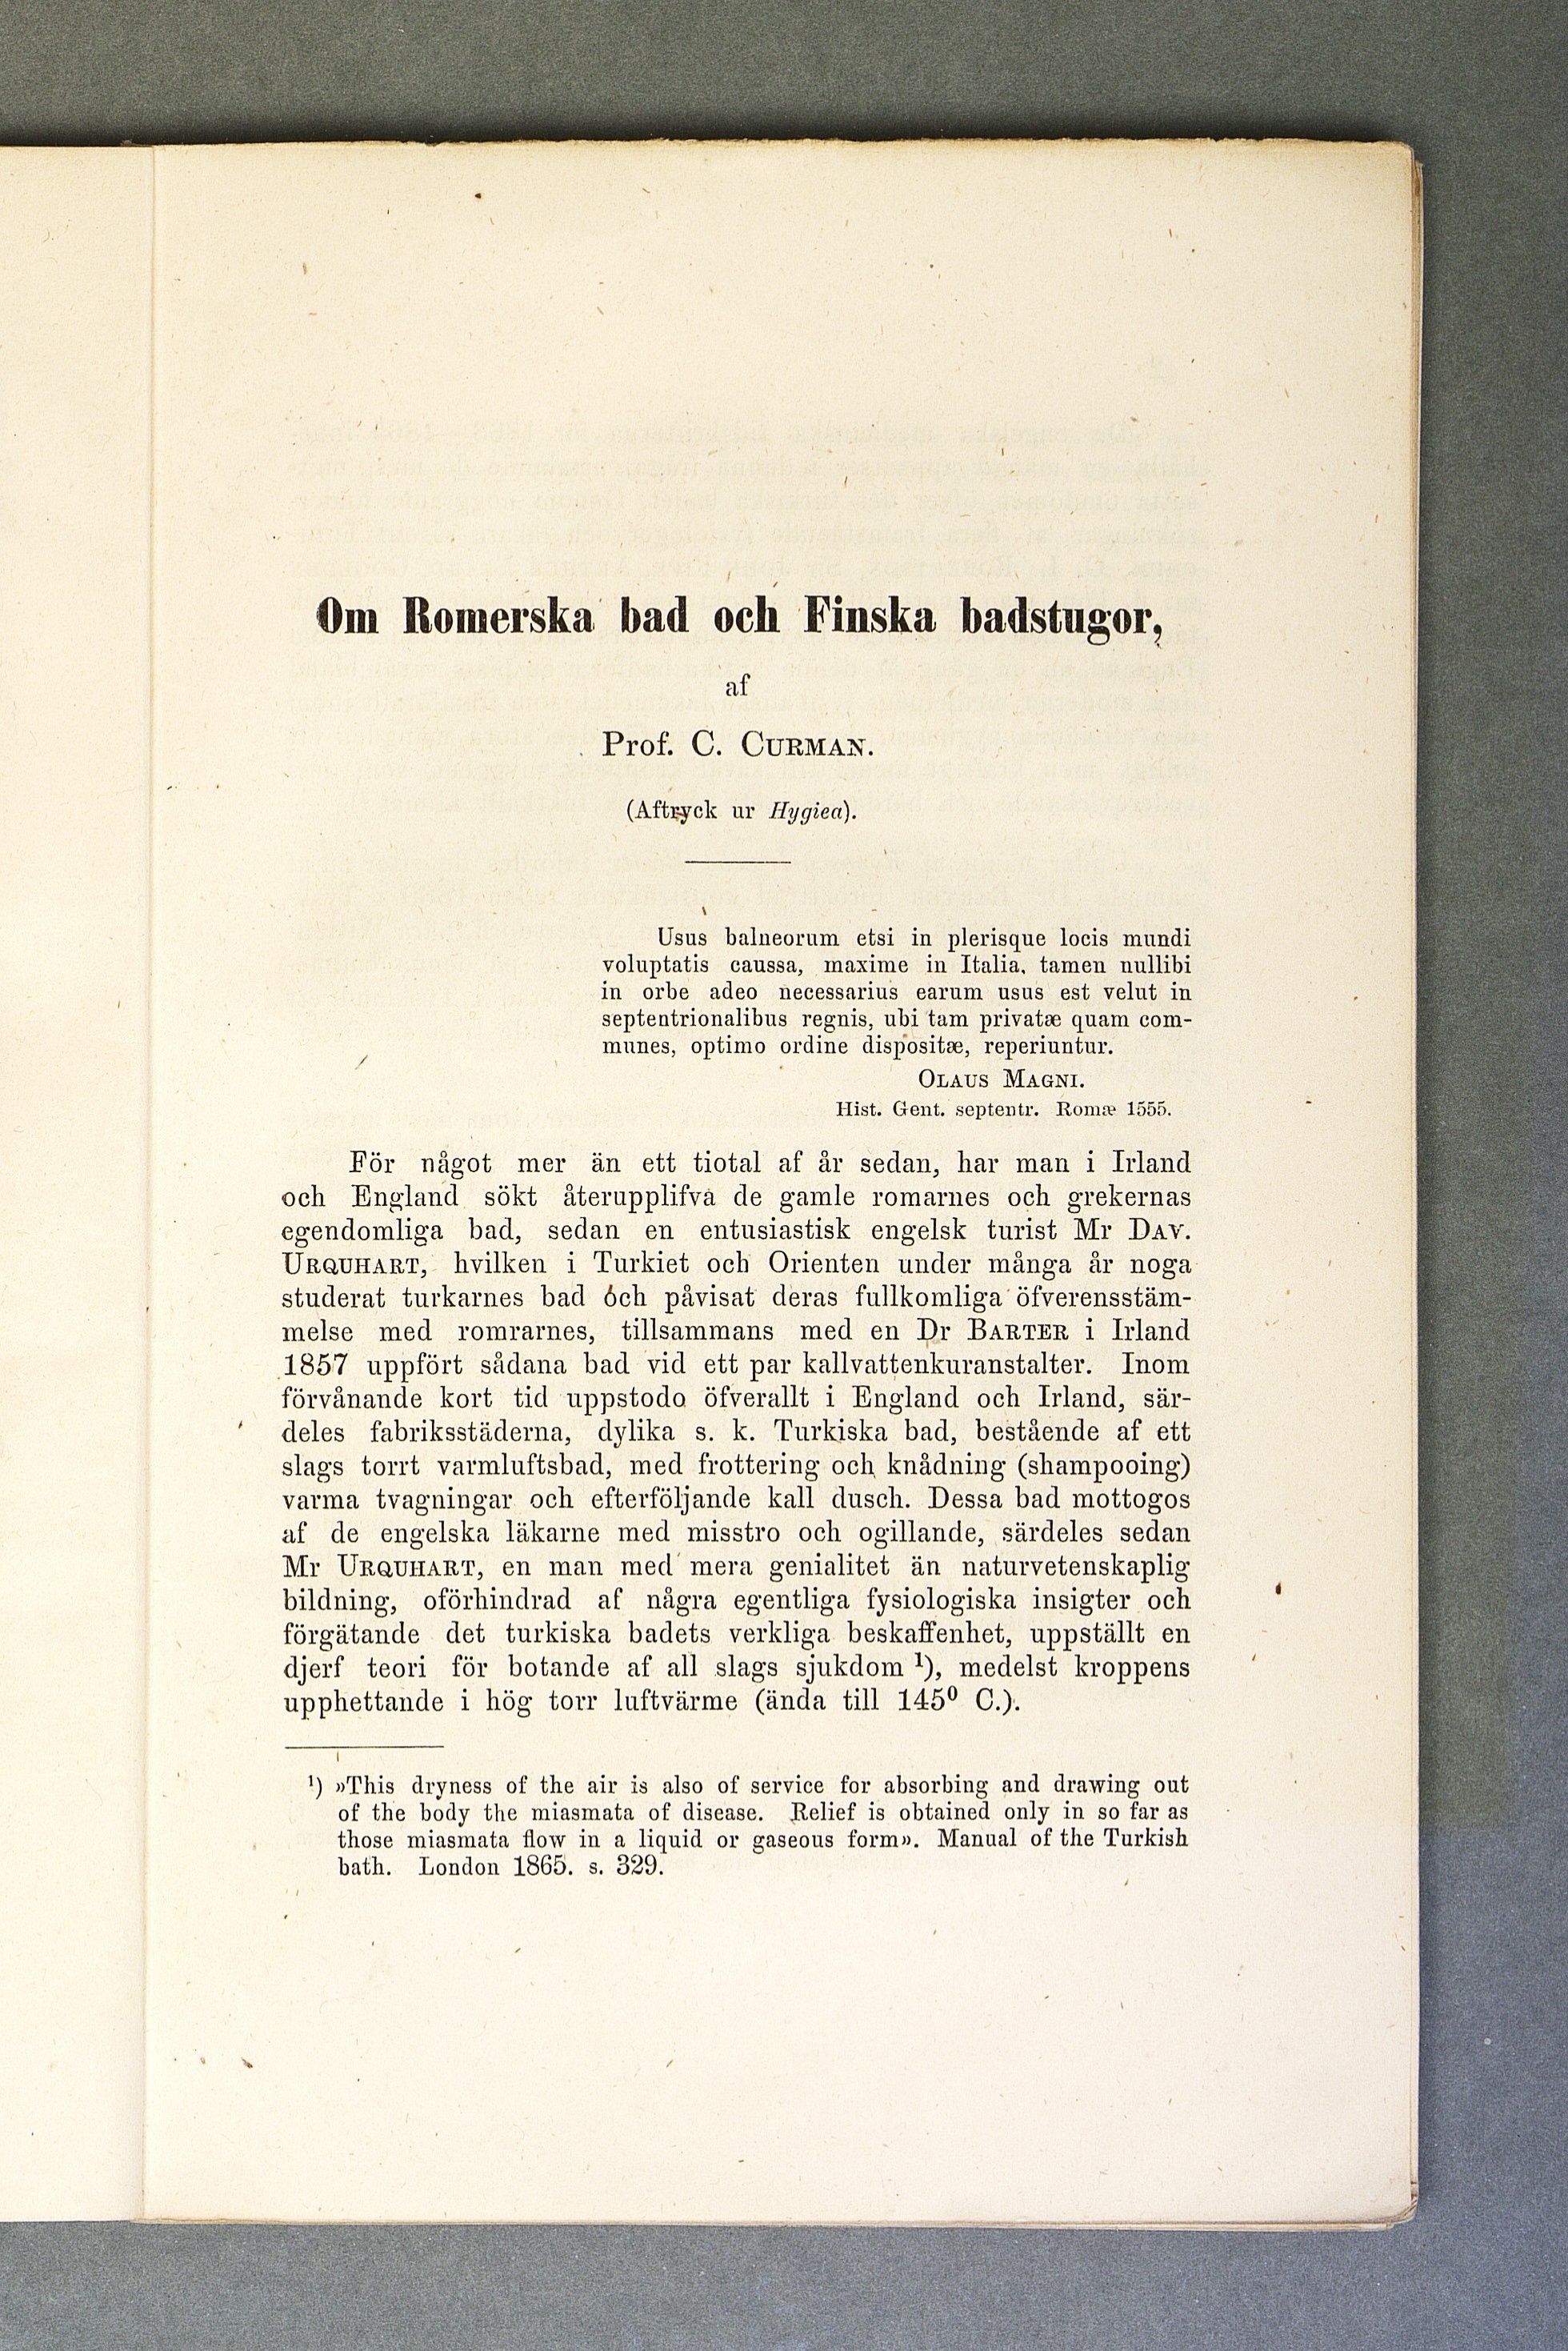 Om Romerska bad och Finska badstugor,
af
Prof. C. CURMAN.
(Aftryck ur Hygiea).
Usus balneorum etsi in plerisque locis mundi
voluptatis caussa, maxime in Italia, tamen nullibi
in orbe adeo necessarius earum usus est velut in
septentrionalibus regnis, ubi tam privatæ quam com-
munes, optimo ordine dispositæ, reperiuntur.
OLAUS MAGNI.
Hist. Gent. septentr. Romæ 1555.
För något mer än ett tiotal af år sedan, har man i Irland
och England sökt återupplifva de gamle romarnes och grekernas
egendomliga bad, sedan en entusiastisk engelsk turist Mr DAV.
URQUHART, hvilken i Turkiet och Orienten under många år noga
studerat turkarnes bad och påvisat deras fullkomliga öfverensstäm-
melse med romrarnes, tillsammans med en Dr BARTER i Irland
1857 uppfört sådana bad vid ett par kallvattenkuranstalter. Inom
förvånande kort tid uppstodo öfverallt i England och Irland, sär-
deles fabriksstäderna, dylika s. k. Turkiska bad, bestående af ett
slags torrt varmluftsbad, med frottering och knådning (shampooing)
varma tvagningar och efterföljande kall dusch. Dessa bad mottogos
af de engelska läkarne med misstro och ogillande, särdeles sedan
Mr URQUHART, en man med mera genialitet än naturvetenskaplig
bildning, oförhindrad af några egentliga fysiologiska insigter och
förgätande det turkiska badets verkliga beskaffenhet, uppställt en
djerf teori för botande af all slags sjukdom ¹), medelst kroppens
upphettande i hög torr luftvärme (ända till 145⁰ C.).
¹) »This dryness of the air is also of service for absorbing and drawing out
of the body the miasmata of disease. Relief is obtained only in so far as
those miasmata flow in a liquid or gaseous form». Manual of the Turkish
bath. London 1865. s. 329.